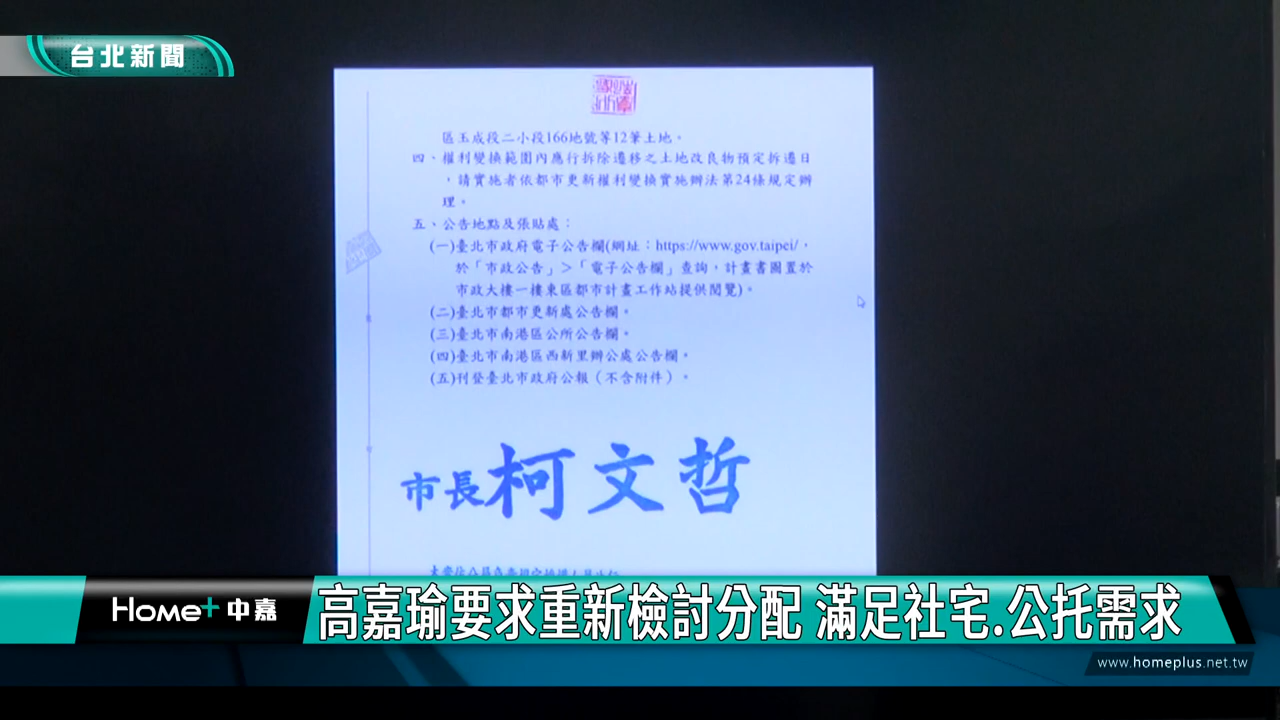 台北新聞
區玉成段二小段166地號等12筆土地。
四、權利變換範圍內應行拆除遷移之土地改良物預定拆遷日
，請實施者依都市更新權利變換實施辦法第24條規定辦
理。
五、公告地點及張貼處：
(一)臺北市政府電子公告欄(網址：https://www.gov.taipei/，
於「市政公告」＞「電子公告欄」查詢，計畫書圖置於
市政大樓一樓東區都市計畫工作站提供閱覽)。
(二)臺北市都市更新處公告欄。
(三)臺北市南港區公所公告欄。
(四)臺北市南港區西新里辦公處公告欄。
(五)刊登臺北市政府公報（不含附件）。
市長柯文哲
Home+中嘉
高嘉瑜要求重新檢討分配 滿足社宅.公托需求
www.homeplus.net.tw